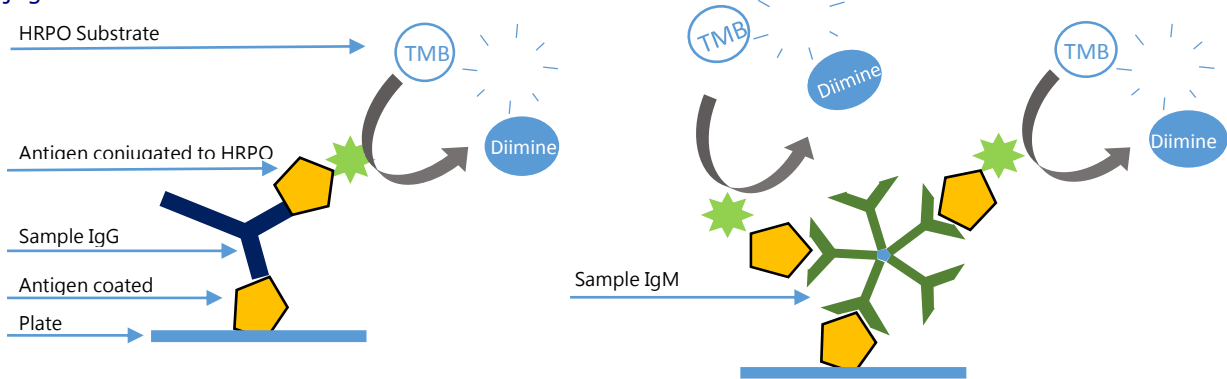 HRPO Substrate
TMB
Diimine
Antigen conjugated to HRPO
Sample IgG
Antigen coated
Plate
TMB
Diimine
TMB
Diimine
Sample IgM